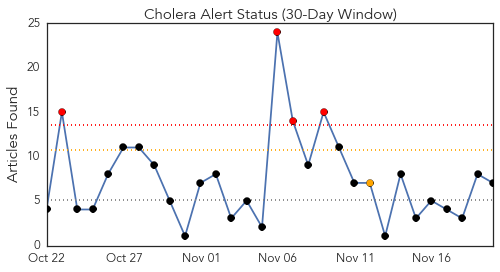 Cholera Alert Status (30-Day Window)
Articles Found
25
20
15
10
5
0
Oct 22 Oct 27 Nov 01 Nov 06 Nov 11 Nov 16